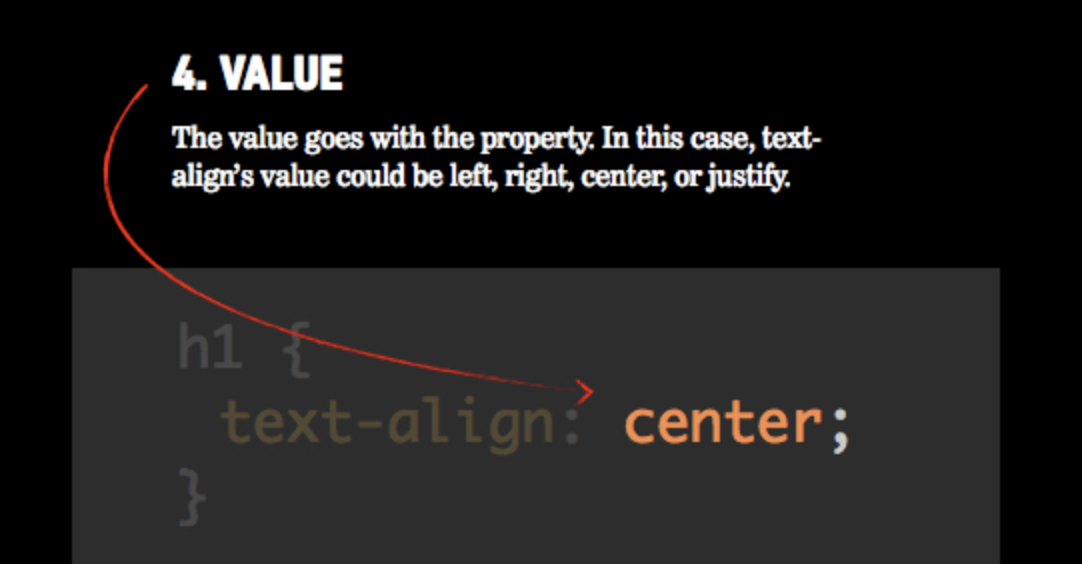 4. VALUE
The value goes with the property. In this case, text-
align’s value could be left, right, center, or justify.
h1 {
text-align: center;
}